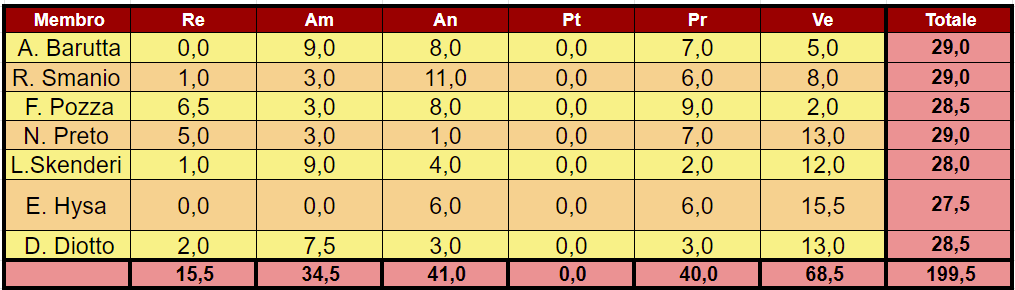 Membro Re Am An Pt Pr Ve Totale
A. Barutta 0,0 9,0 8,0 0,0 7,0 5,0 29,0
R. Smanio 1,0 3,0 11,0 0,0 6,0 8,0 29,0
F. Pozza 6,5 3,0 8,0 0,0 9,0 2,0 28,5
N. Preto 5,0 3,0 1,0 0,0 7,0 13,0 29,0
L.Skenderi 1,0 9,0 4,0 0,0 2,0 12,0 28,0
E. Hysa 0,0 0,0 6,0 0,0 6,0 15,5 27,5
D. Diotto 2,0 7,5 3,0 0,0 3,0 13,0 28,5
15,5 34,5 41,0 0,0 40,0 68,5 199,5